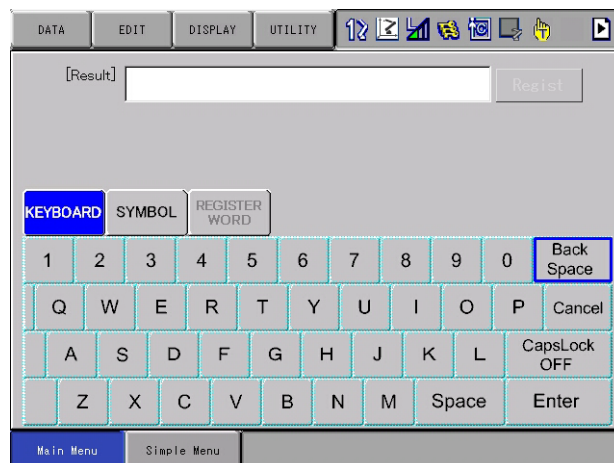 DATA EDIT DISPLAY UTILITY
[Result] Regist
KEYBOARD SYMBOL REGISTER WORD
1 2 3 4 5 6 7 8 9 0 Back Space
Q W E R T Y U I O P Cancel
A S D F G H J K L CapsLock OFF
Z X C V B N M Space Enter
Main Menu Simple Menu